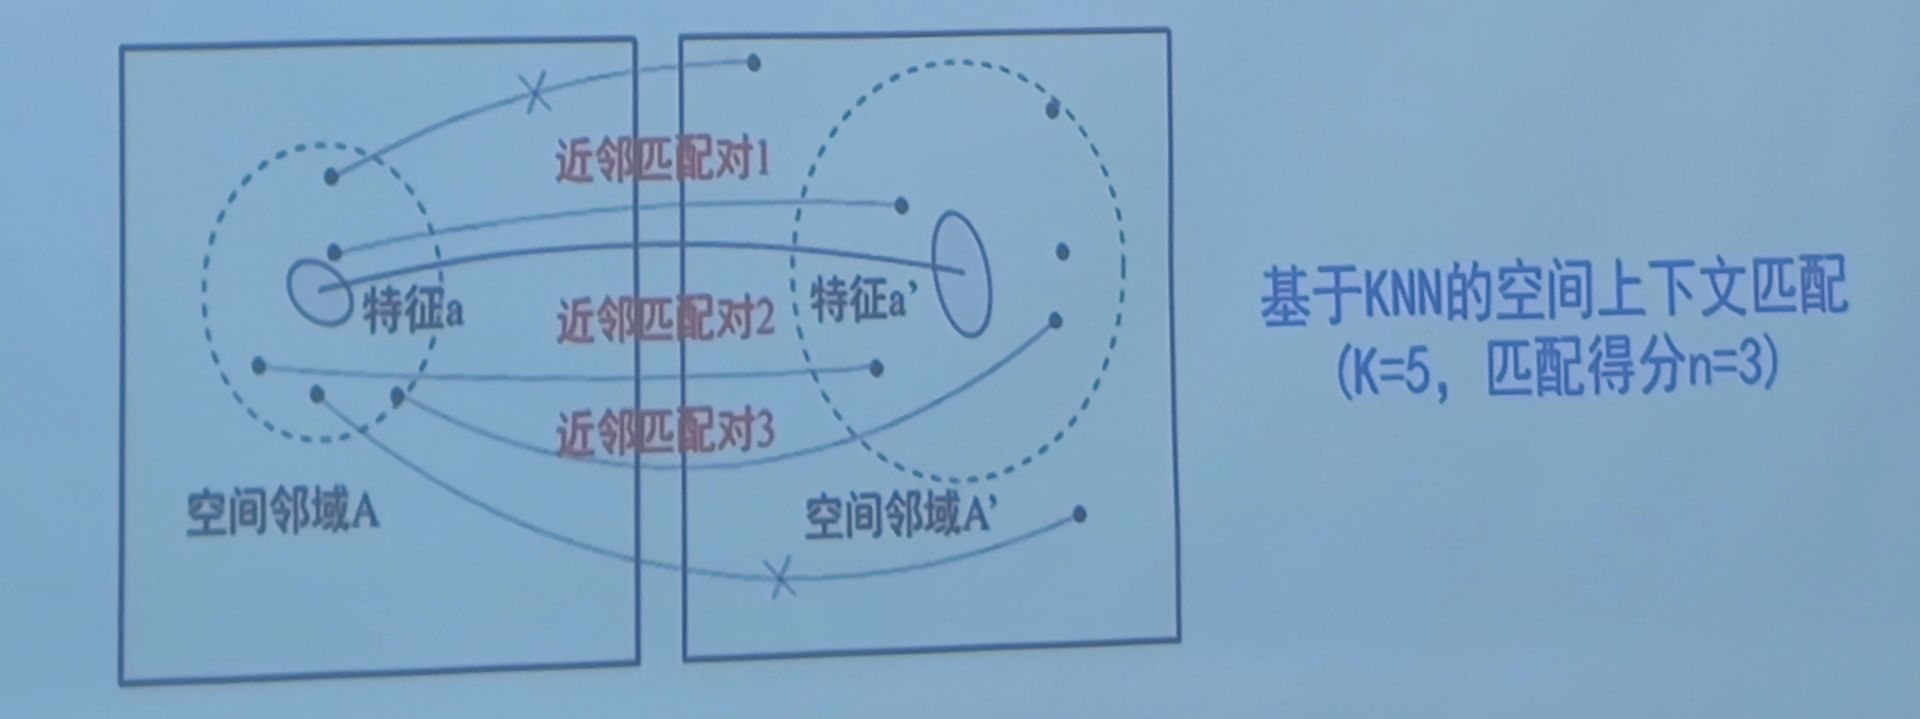 近邻匹配对1
特征a
近邻匹配对2
特征a’
近邻匹配对3
空间邻域A
空间邻域A’
基于KNN的空间上下文匹配
(K=5，匹配得分n=3)